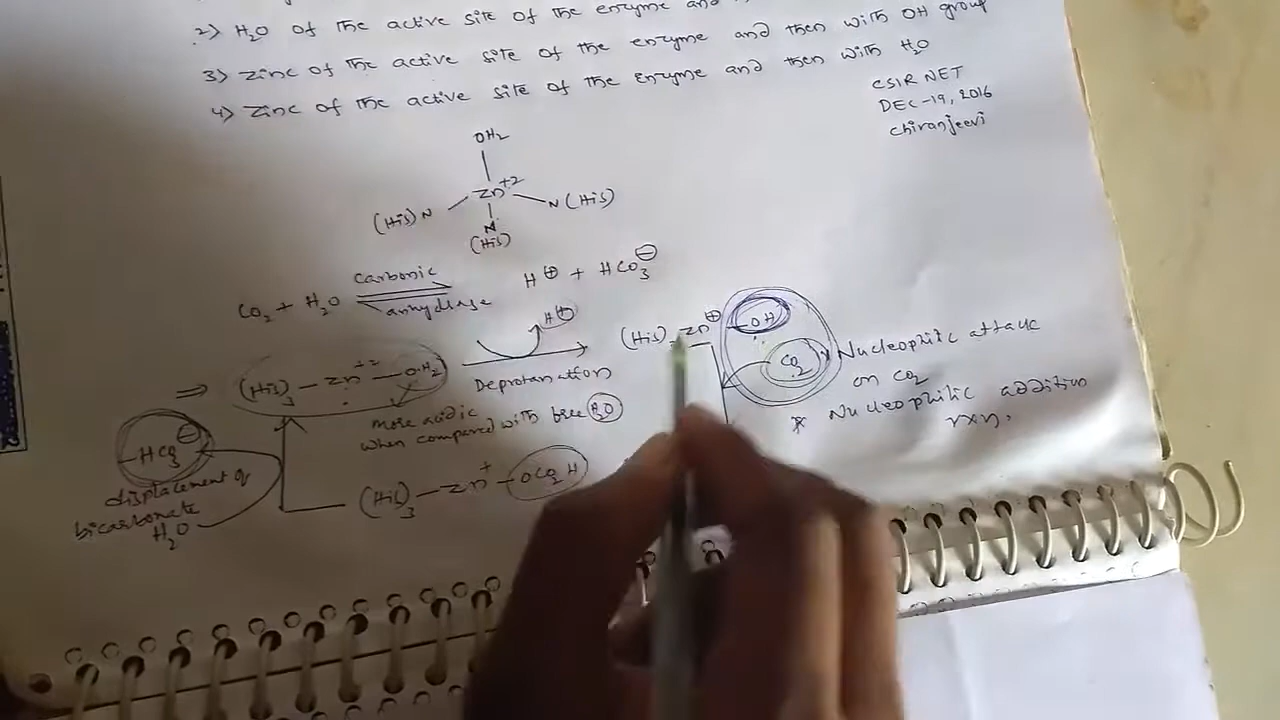 2) H2O of the active site of the enzyme and
3) Zinc of the active site of the enzyme and then with OH group
4) Zinc of the active site of the enzyme and then with H2O
CSIR NET
DEC-19, 2016
Chiranjeevi
OH2
Zn+2
(His) N
N (His)
N
(His)
CO2 + H2O carbonic anhydrase H⊕ + HCO3⊖
⇒ (His)3 - Zn+2 - OH2
H⊕
Deprotanation
(His) Zn⊕ - OH
CO2
Nucleophilic attack
on CO2
* Nucleophilic addition
rxn.
more acidic
when compared with free H2O
-HCO3⊖
displacement of
bicarbonate
H2O
(His)3 - Zn+ - OCO2H